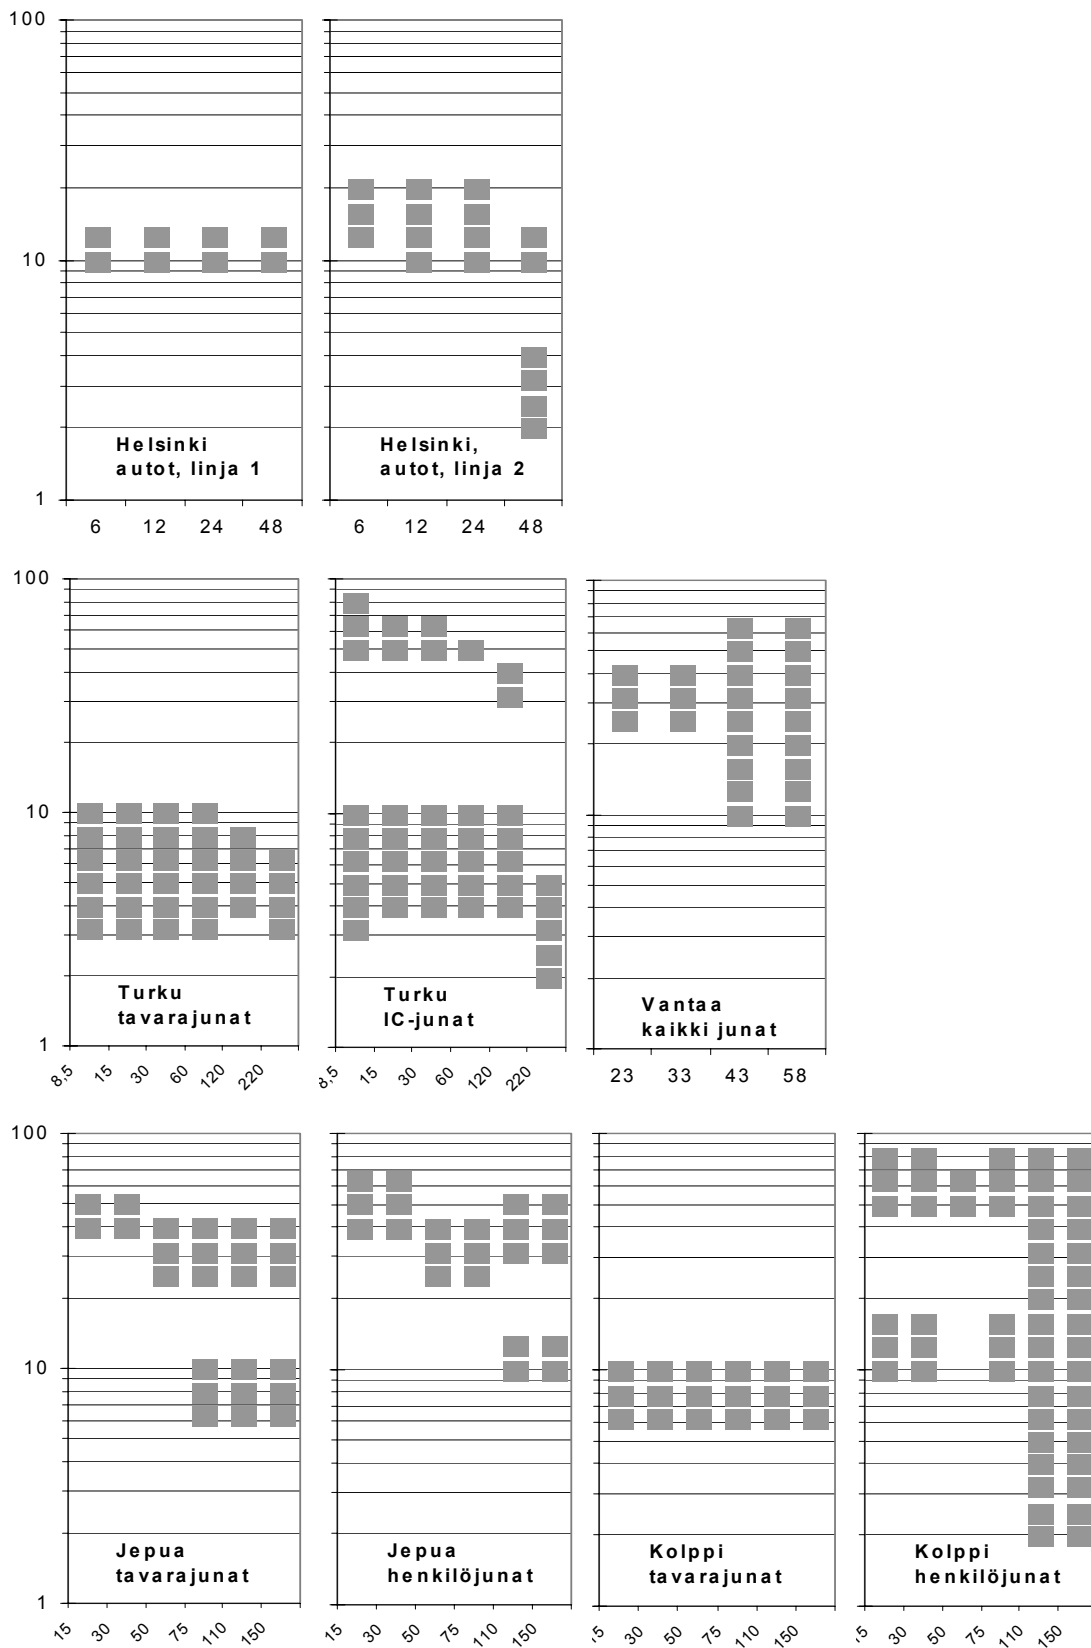 100
10
1
Helsinki
autot, linja 1
6 12 24 48
Helsinki,
autot, linja 2
6 12 24 48
100
10
1
Turku
tavarajunat
8,5 15 30 60 120 220
Turku
IC-junat
8,5 15 30 60 120 220
Vantaa
kaikki junat
23 33 43 58
100
10
1
Jepua
tavarajunat
15 30 50 75 110 150
Jepua
henkilöjunat
15 30 50 75 110 150
Kolppi
tavarajunat
15 30 50 75 110 150
Kolppi
henkilöjunat
15 30 50 75 110 150